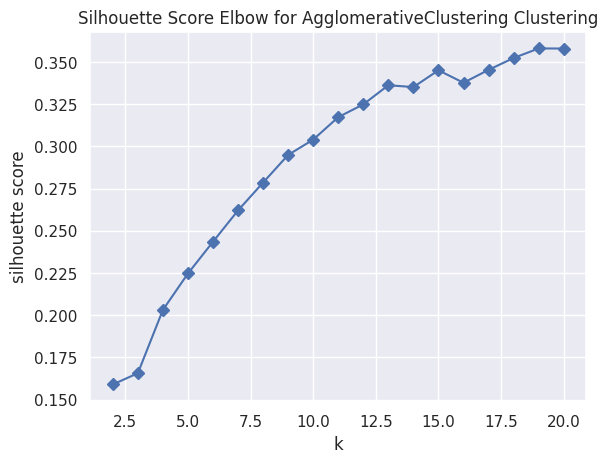 Silhouette Score Elbow for AgglomerativeClustering Clustering
0.350
0.325
0.300
0.275
0.250
0.225
0.200
0.175
0.150
silhouette score
2.5 5.0 7.5 10.0 12.5 15.0 17.5 20.0
k